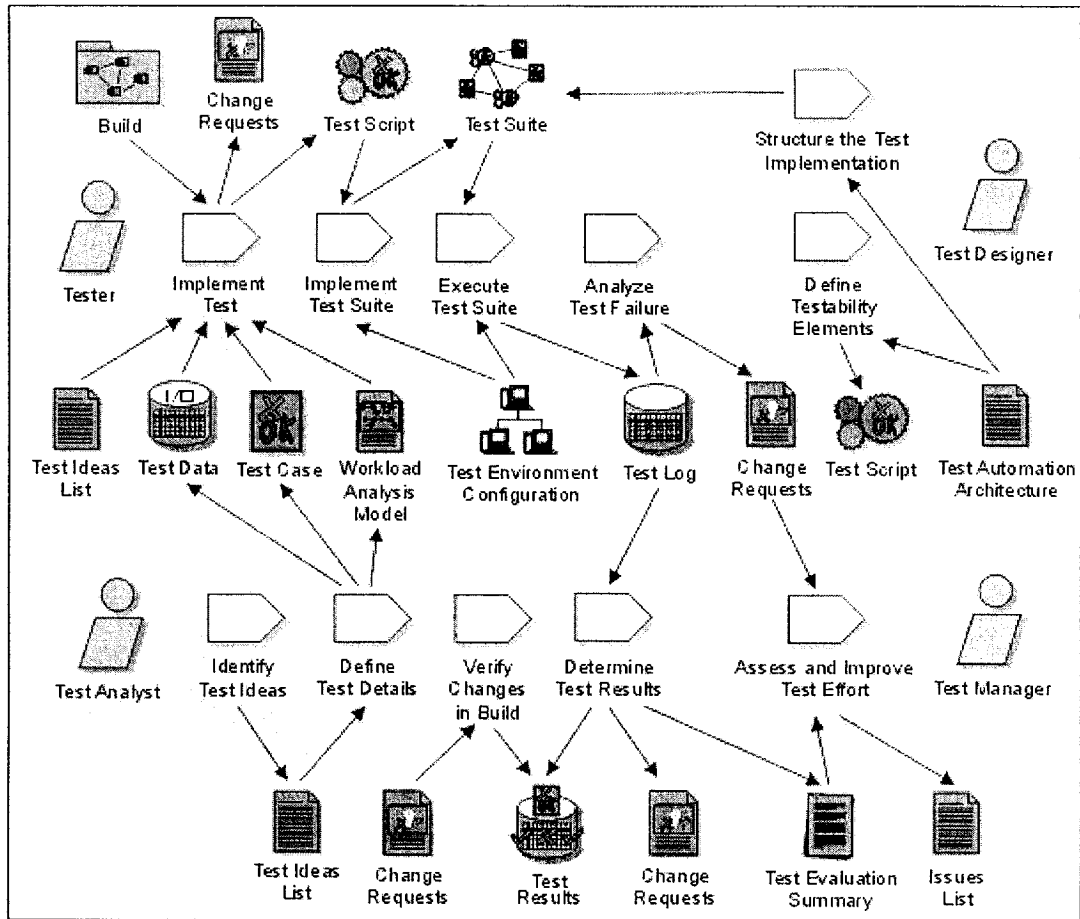 Build
Change
Requests
Test Script
Test Suite
Structure the Test
Implementation
Tester
Implement
Test
Implement
Test Suite
Execute
Test Suite
Analyze
Test Failure
Define
Testability
Elements
Test Designer
Test Ideas
List
I/O
Test Data
OK
Test Case
Workload
Analysis
Model
Test Environment
Configuration
Test Log
Change
Requests
OK
Test Script
Test Automation
Architecture
Test Analyst
Identify
Test Ideas
Define
Test Details
Verify
Changes
in Build
Determine
Test Results
Assess and Improve
Test Effort
Test Manager
Test Ideas
List
Change
Requests
Test
Results
Change
Requests
Test Evaluation
Summary
Issues
List